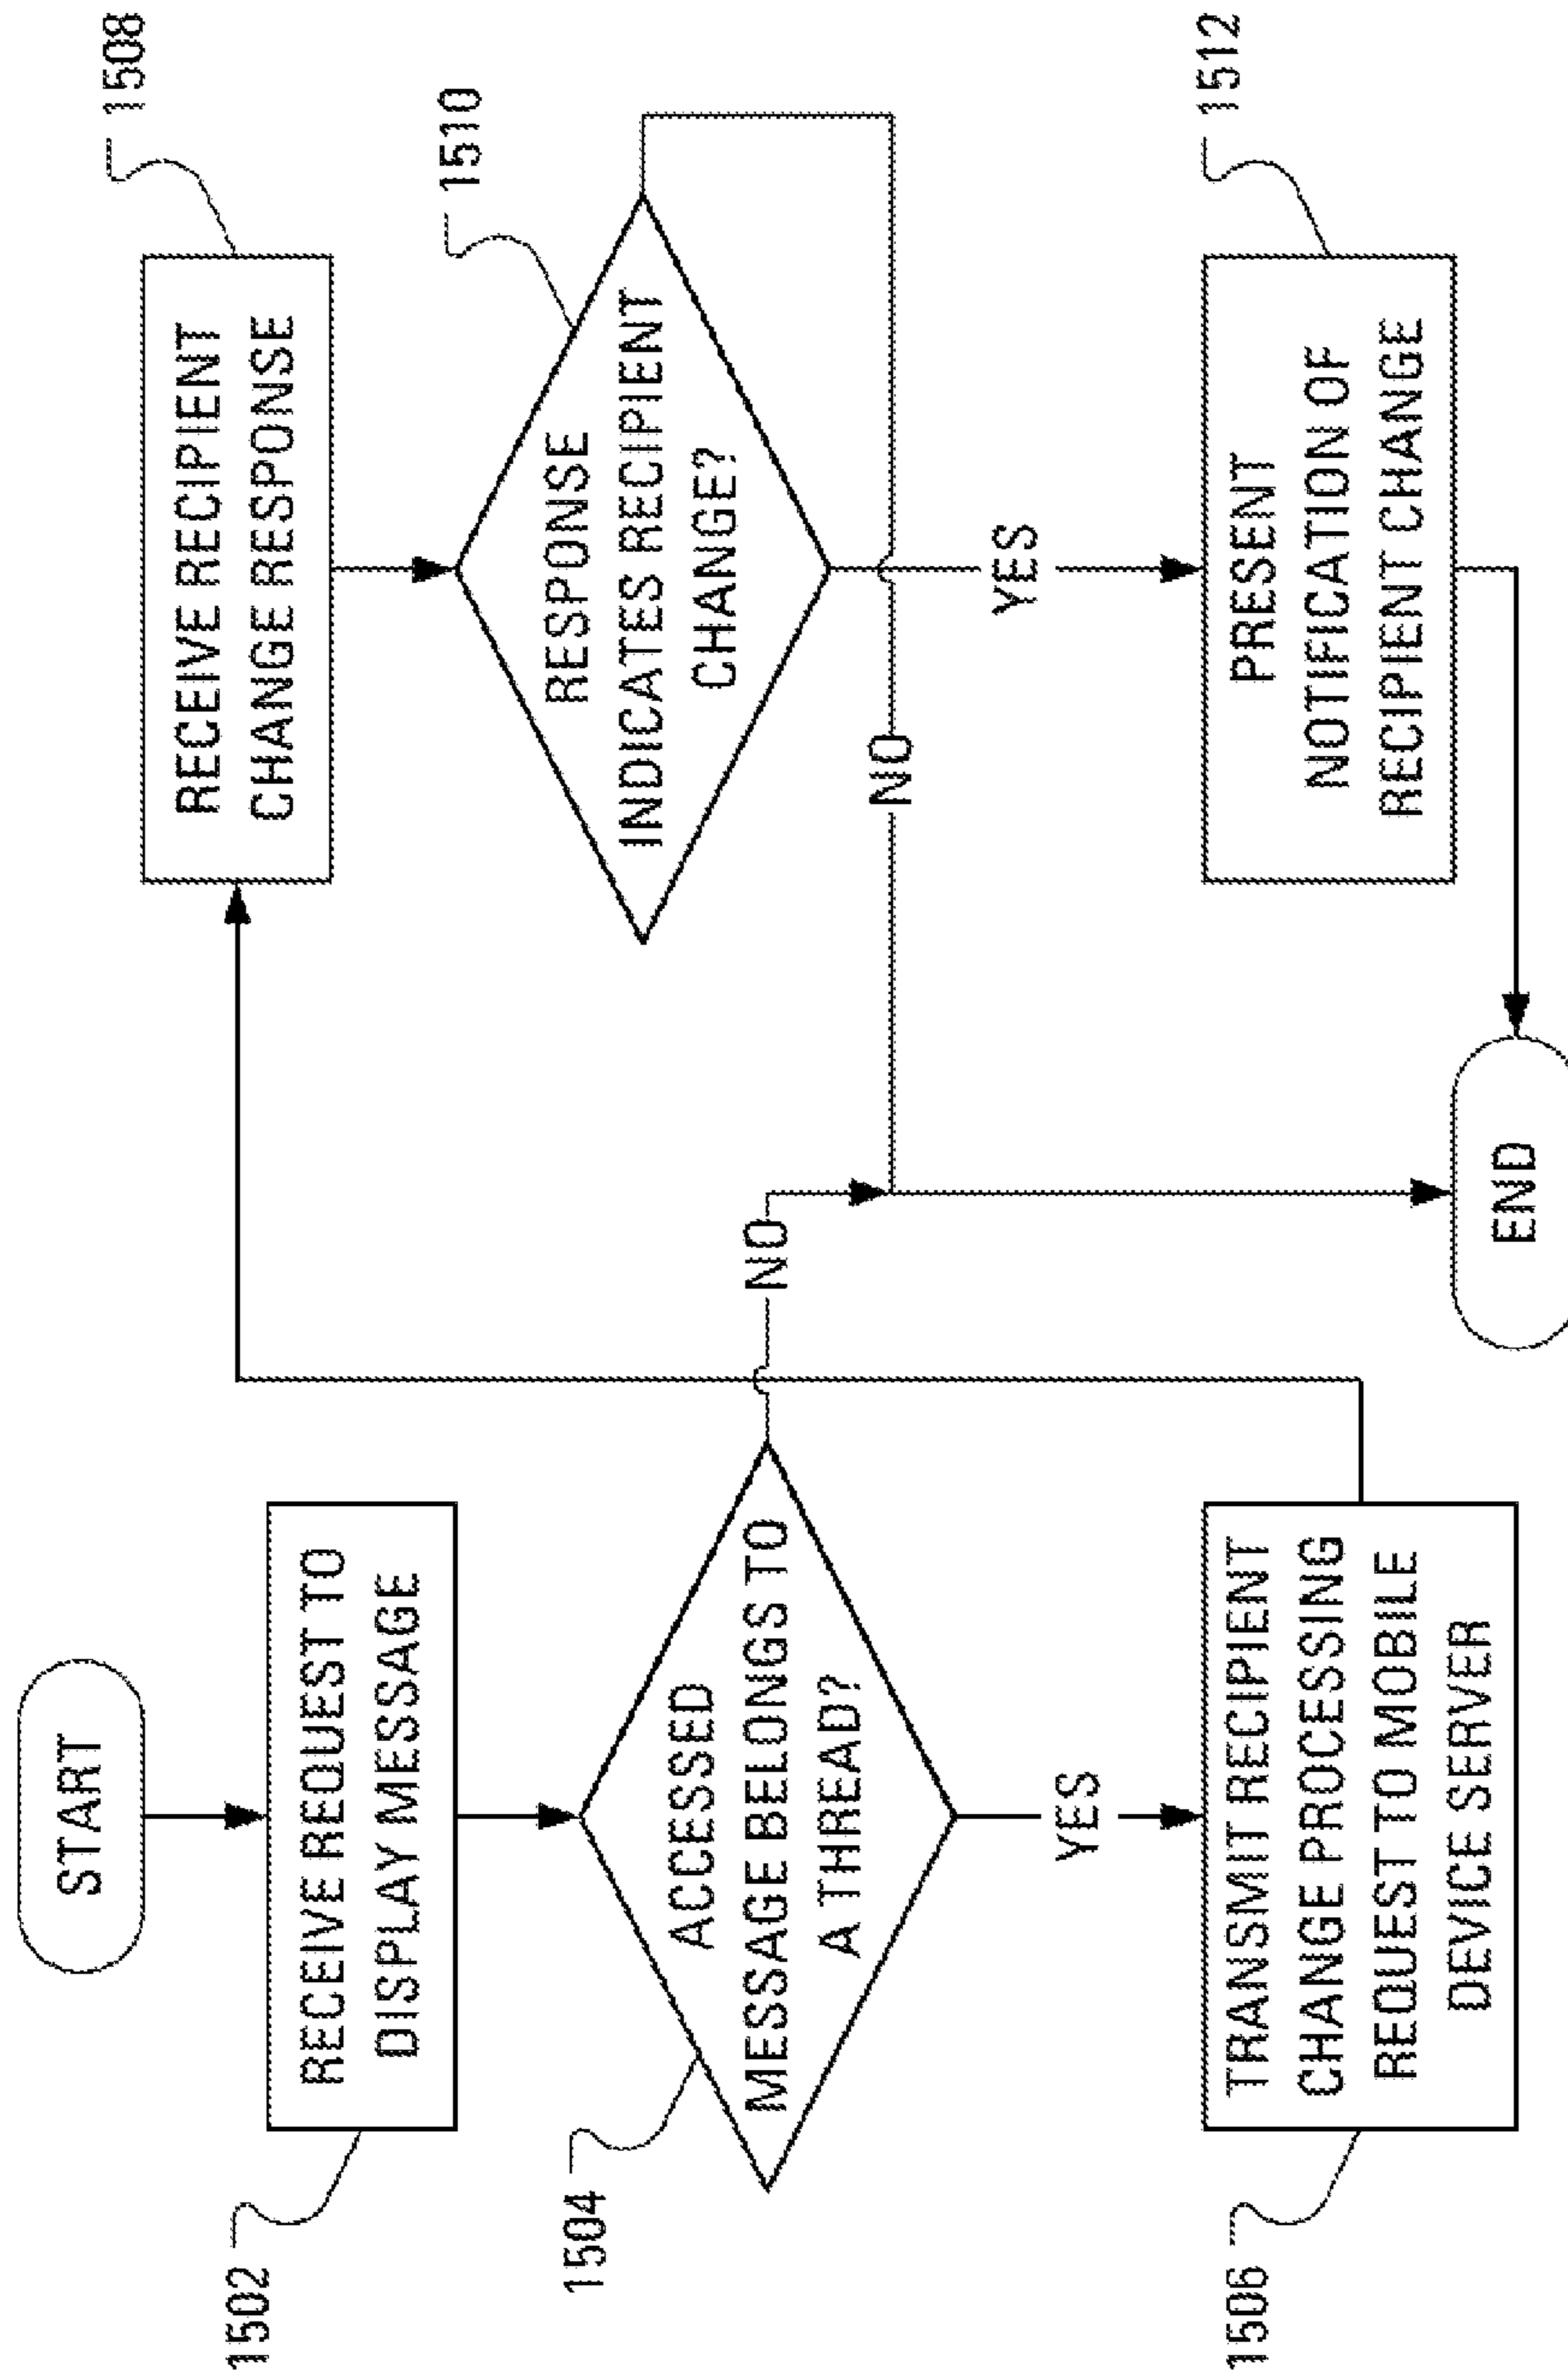 START
1502
RECEIVE REQUEST TO
DISPLAY MESSAGE
1504
ACCESSED
MESSAGE BELONGS TO
A THREAD?
NO
YES
1506
TRANSMIT RECIPIENT
CHANGE PROCESSING
REQUEST TO MOBILE
DEVICE SERVER
1508
RECEIVE RECIPIENT
CHANGE RESPONSE
1510
RESPONSE
INDICATES RECIPIENT
CHANGE?
NO
YES
1512
PRESENT
NOTIFICATION OF
RECIPIENT CHANGE
END